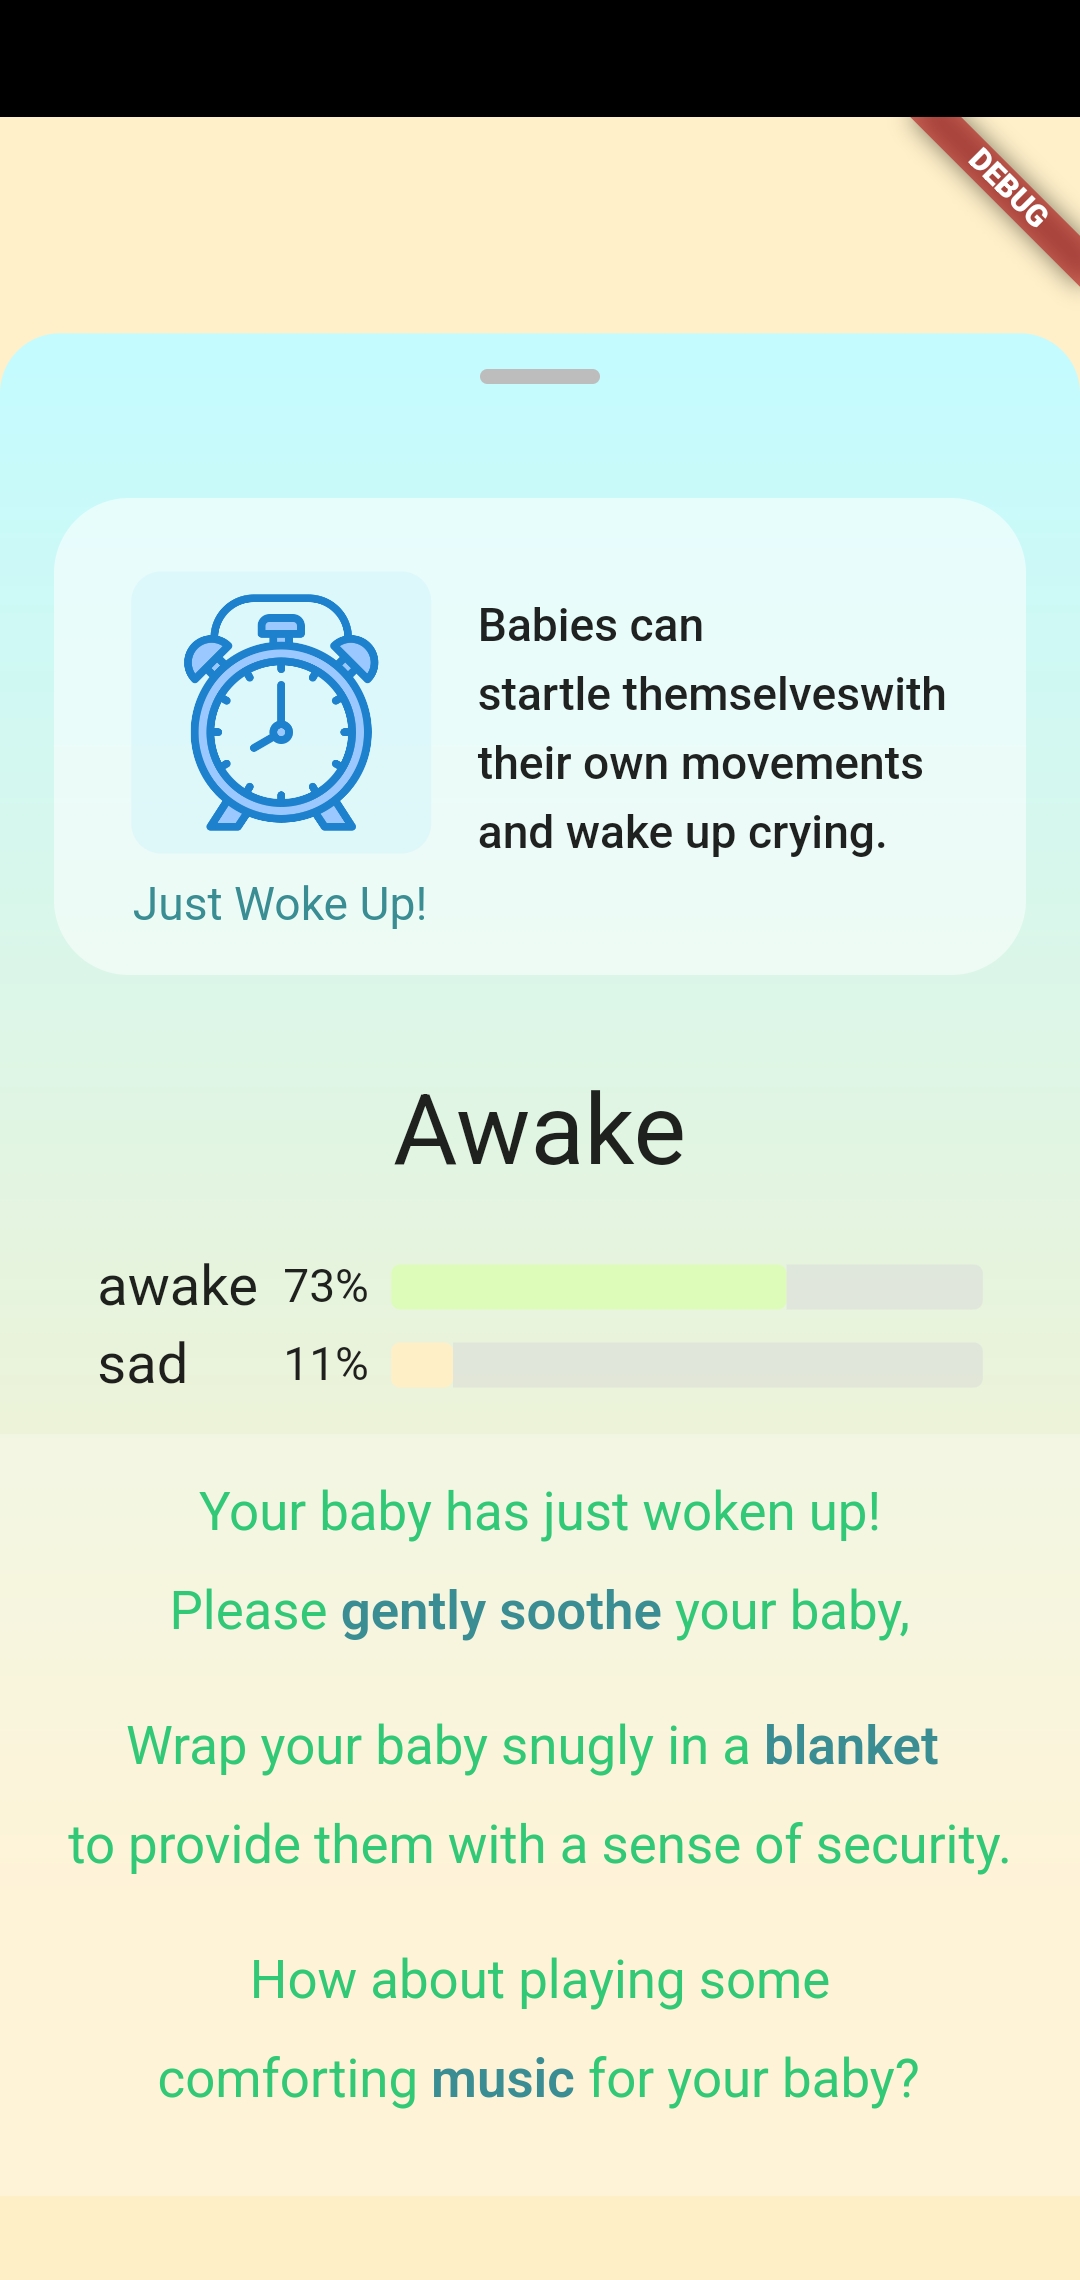 DEBUG
Babies can
startle themselveswith
their own movements
and wake up crying.
Just Woke Up!
Awake
awake 73%
sad 11%
Your baby has just woken up!
Please gently soothe your baby,
Wrap your baby snugly in a blanket
to provide them with a sense of security.
How about playing some
comforting music for your baby?